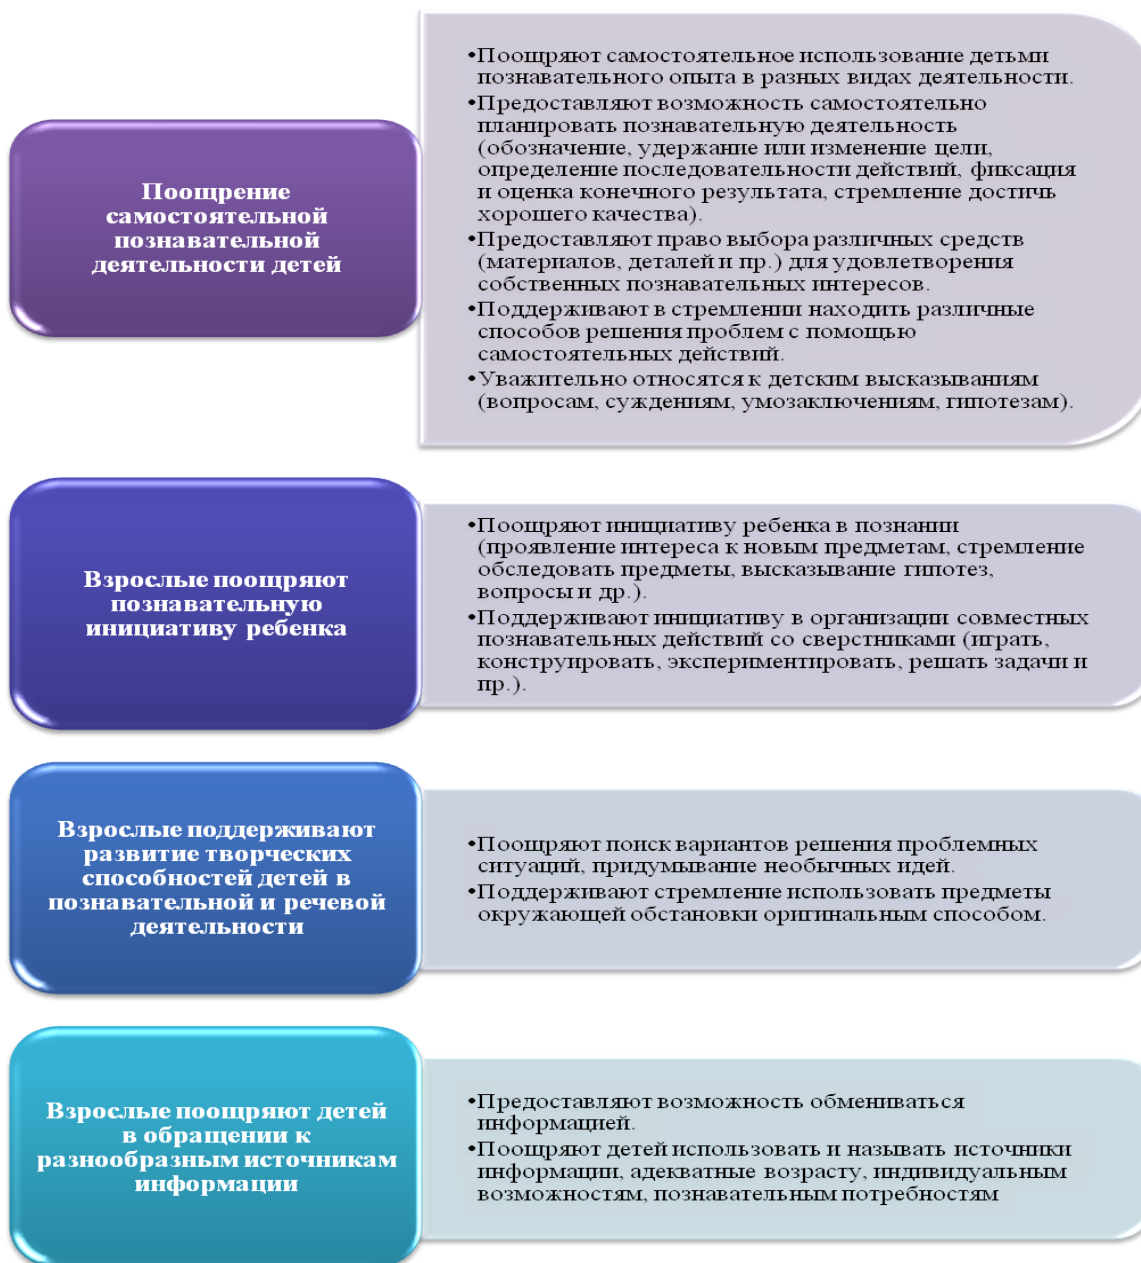 Поощрение
самостоятельной
познавательной
деятельности детей
•Поощряют самостоятельное использование детьми
познавательного опыта в разных видах деятельности.
•Предоставляют возможность самостоятельно
планировать познавательную деятельность
(обозначение, удержание или изменение цели,
определение последовательности действий, фиксация
и оценка конечного результата, стремление достичь
хорошего качества).
•Предоставляют право выбора различных средств
(материалов, деталей и пр.) для удовлетворения
собственных познавательных интересов.
•Поддерживают в стремлении находить различные
способов решения проблем с помощью
самостоятельных действий.
•Уважительно относятся к детским высказываниям
(вопросам, суждениям, умозаключениям, гипотезам).
Взрослые поощряют
познавательную
инициативу ребенка
•Поощряют инициативу ребенка в познании
(проявление интереса к новым предметам, стремление
обследовать предметы, высказывание гипотез,
вопросы и др.).
•Поддерживают инициативу в организации совместных
познавательных действий со сверстниками (играть,
конструировать, экспериментировать, решать задачи и
пр.).
Взрослые поддерживают
развитие творческих
способностей детей в
познавательной и речевой
деятельности
•Поощряют поиск вариантов решения проблемных
ситуаций, придумывание необычных идей.
•Поддерживают стремление использовать предметы
окружающей обстановки оригинальным способом.
Взрослые поощряют детей
в обращении к
разнообразным источникам
информации
•Предоставляют возможность обмениваться
информацией.
•Поощряют детей использовать и называть источники
информации, адекватные возрасту, индивидуальным
возможностям, познавательным потребностям